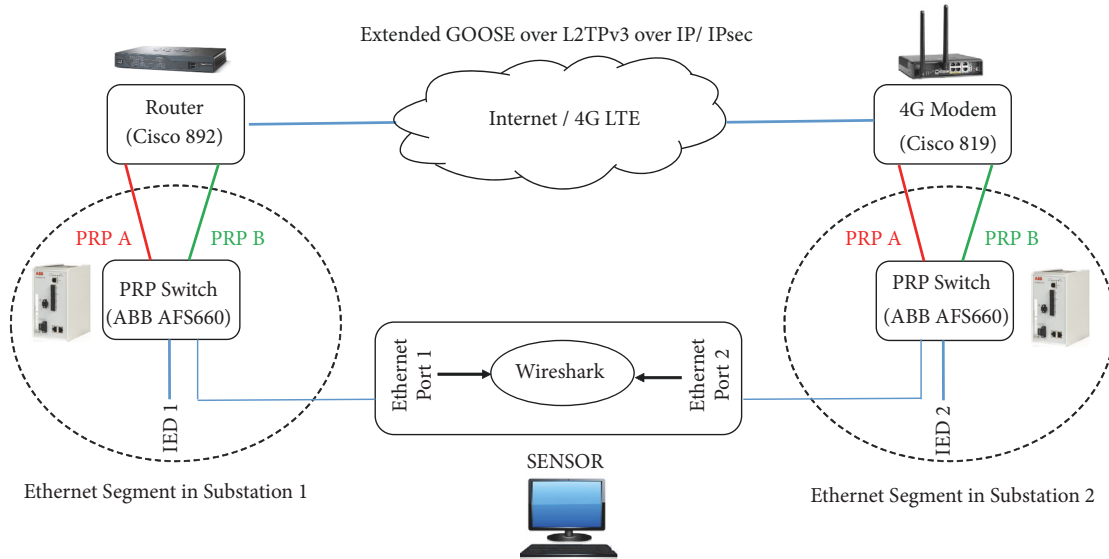 Extended GOOSE over L2TPv3 over IP/ IPsec
Router
(Cisco 892)
Internet / 4G LTE
4G Modem
(Cisco 819)
PRP A
PRP B
PRP A
PRP B
ABB
PRP Switch
(ABB AFS660)
PRP Switch
(ABB AFS660)
ABB
Ethernet
Port 1
Wireshark
Ethernet
Port 2
IED 1
IED 2
SENSOR
Ethernet Segment in Substation 1
Ethernet Segment in Substation 2